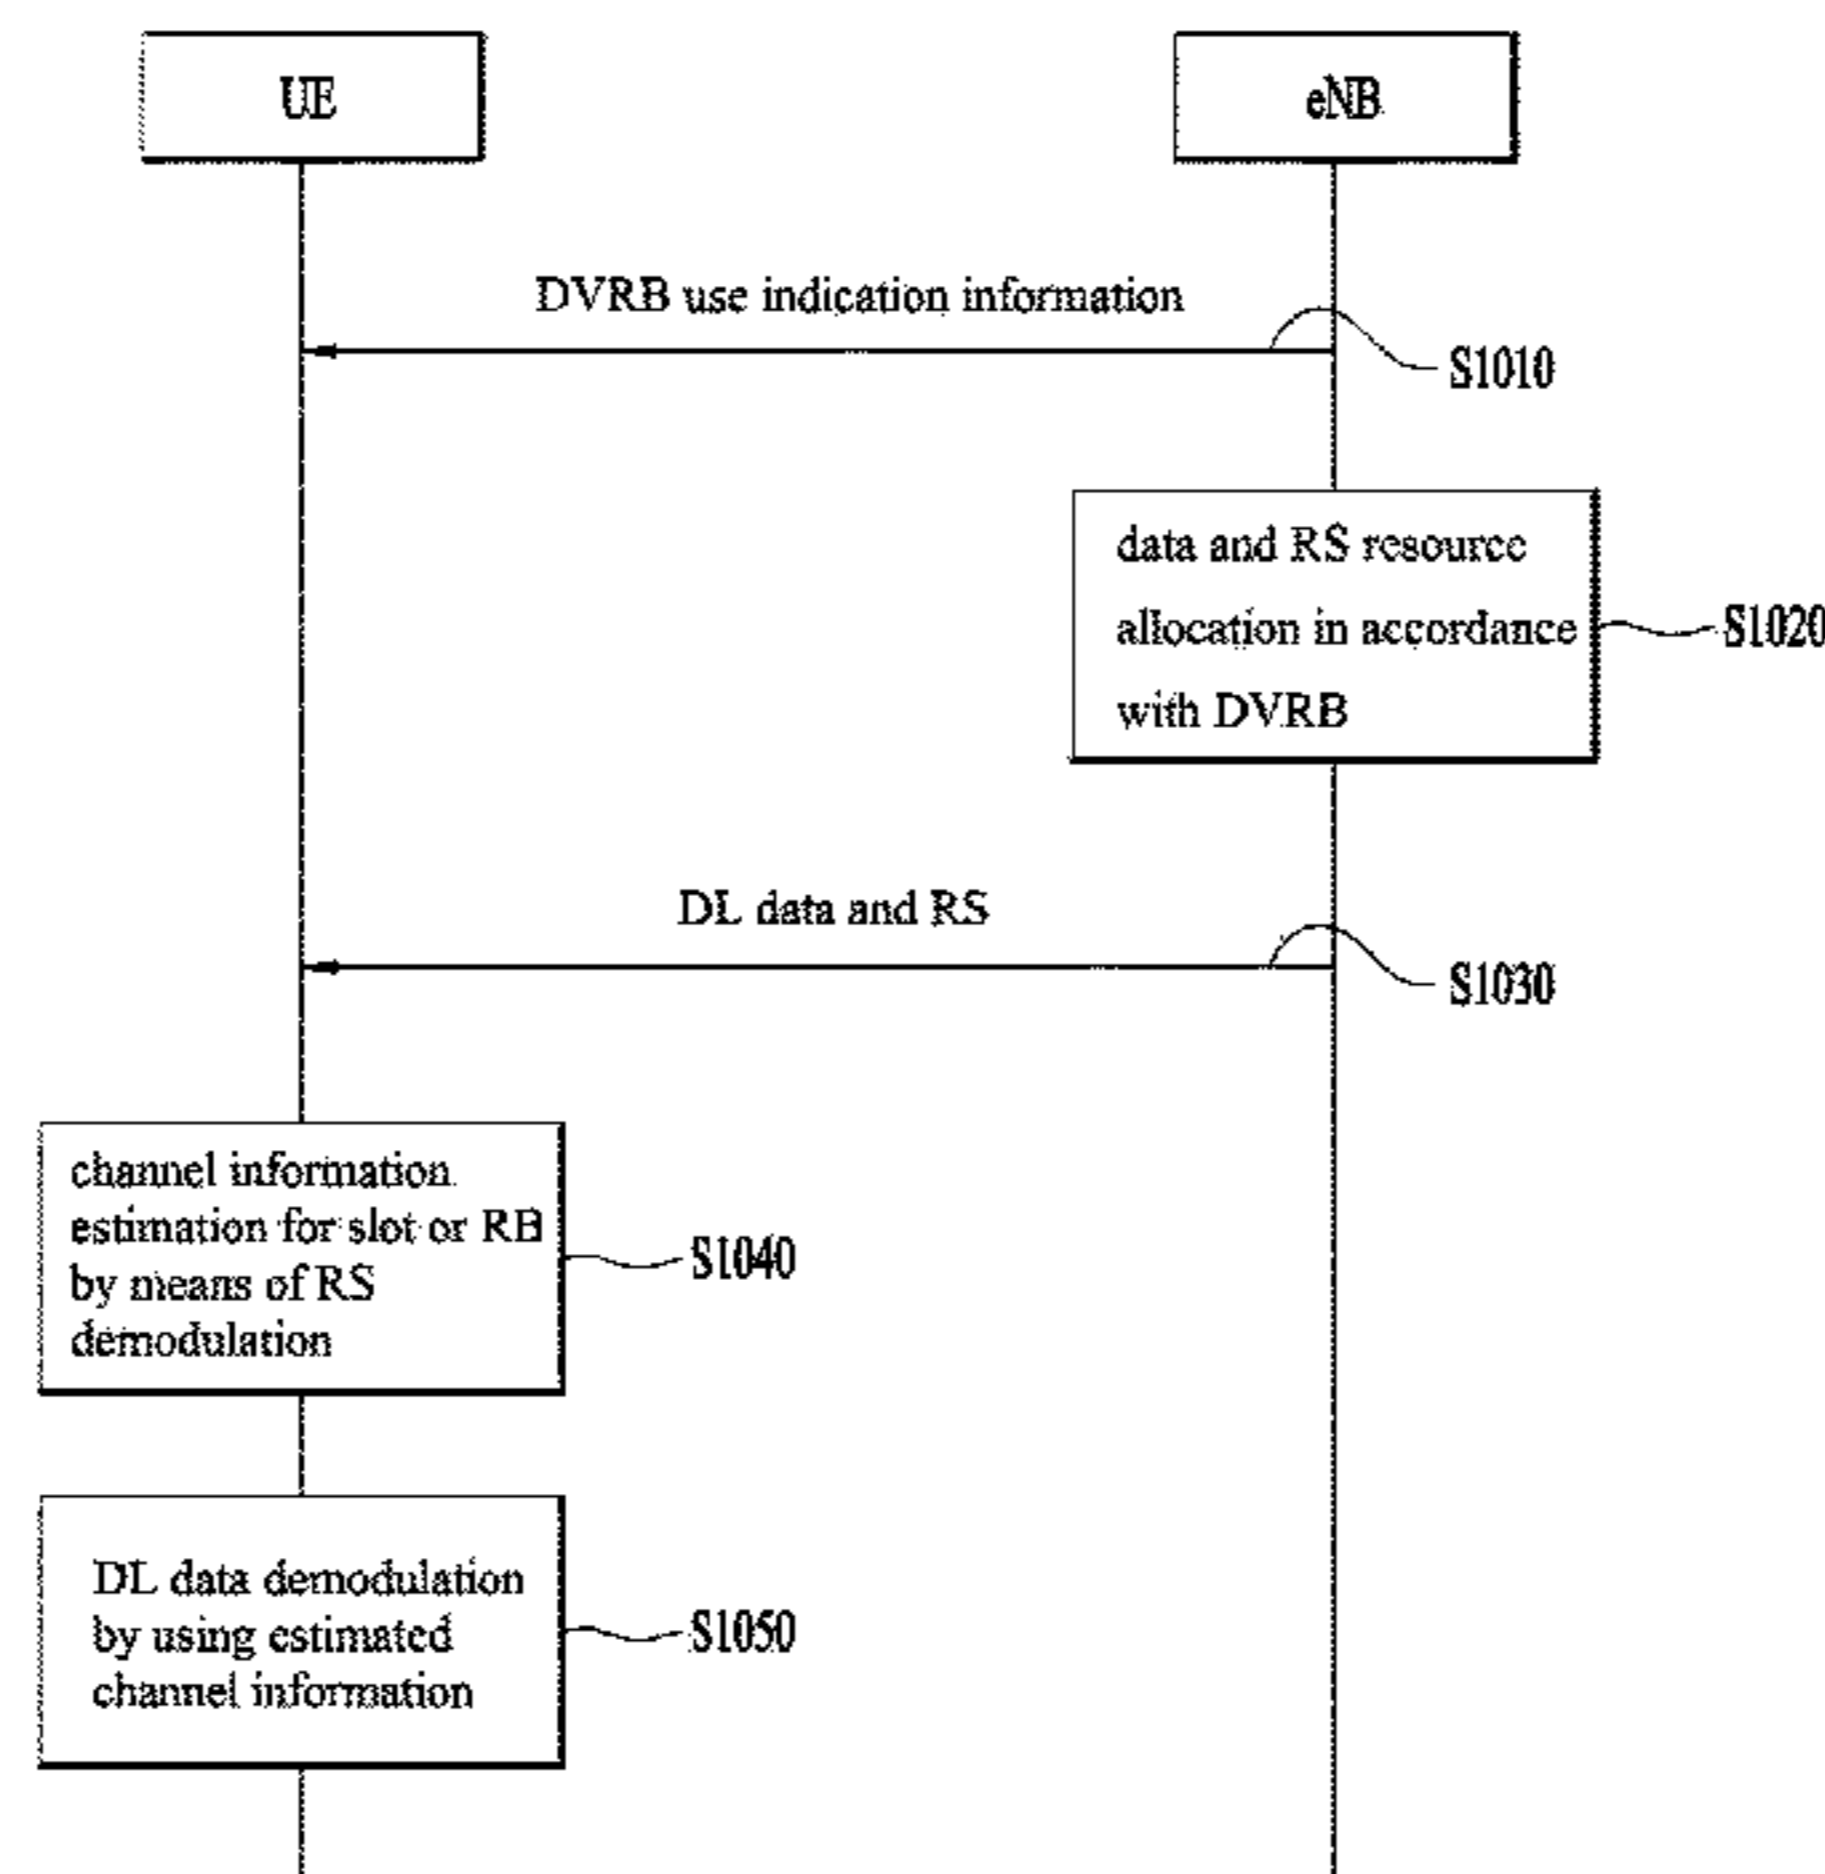 UE
eNB
DVRB use indication information
S1010
data and RS resource
allocation in accordance
with DVRB
S1020
DL data and RS
S1030
channel information
estimation for slot or RB
by means of RS
demodulation
S1040
DL data demodulation
by using estimated
channel information
S1050